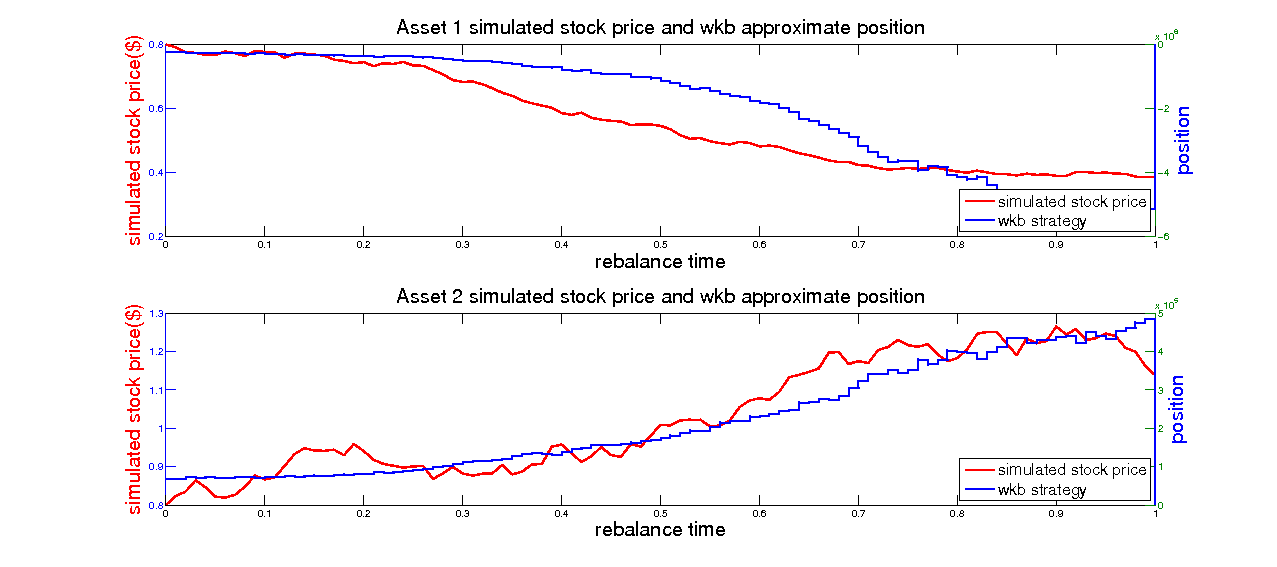 Asset 1 simulated stock price and wkb approximate position
simulated stock price($)
0.8
0.6
0.4
0.2
0
-2
-4
-6
position
simulated stock price
wkb strategy
0 0.1 0.2 0.3 0.4 0.5 0.6 0.7 0.8 0.9 1
rebalance time
Asset 2 simulated stock price and wkb approximate position
simulated stock price($)
1.3
1.2
1.1
1
0.9
0.8
5
4
3
2
1
0
position
simulated stock price
wkb strategy
0 0.1 0.2 0.3 0.4 0.5 0.6 0.7 0.8 0.9 1
rebalance time